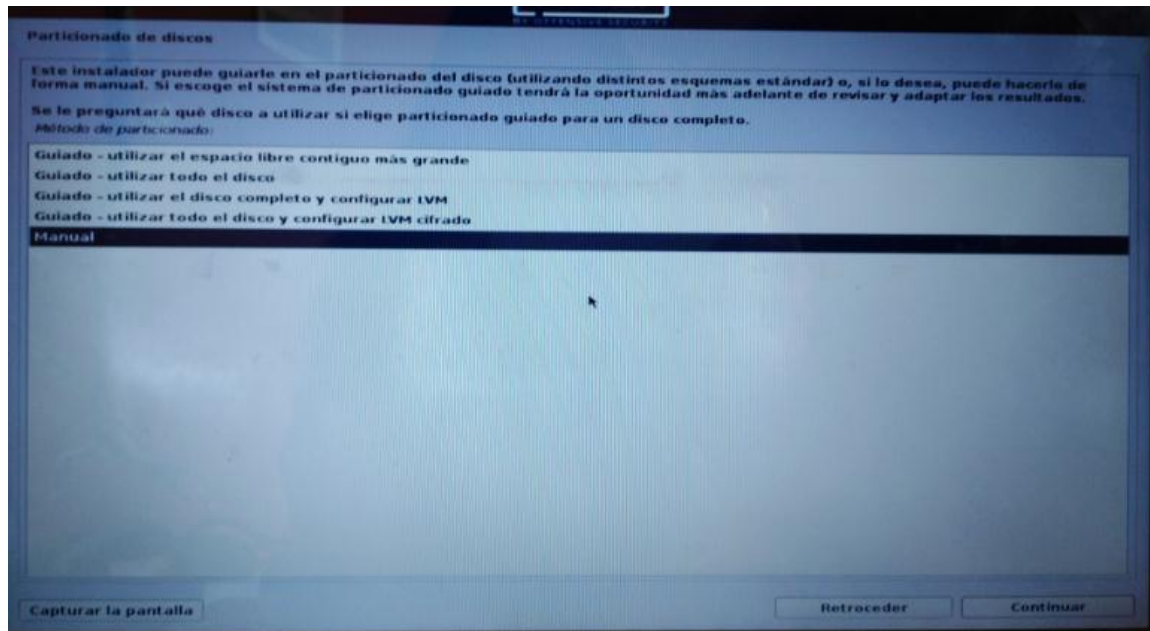 BY OFFENSIVE SECURITY
Particionado de discos
Este instalador puede guiarle en el particionado del disco (utilizando distintos esquemas estándar) o, si lo desea, puede hacerlo de
forma manual. Si escoge el sistema de particionado guiado tendrá la oportunidad más adelante de revisar y adaptar los resultados.
Se le preguntará qué disco a utilizar si elige particionado guiado para un disco completo.
Método de particionado:
Guiado - utilizar el espacio libre contiguo más grande
Guiado - utilizar todo el disco
Guiado - utilizar el disco completo y configurar LVM
Guiado - utilizar todo el disco y configurar LVM cifrado
Manual
Capturar la pantalla
Retroceder
Continuar